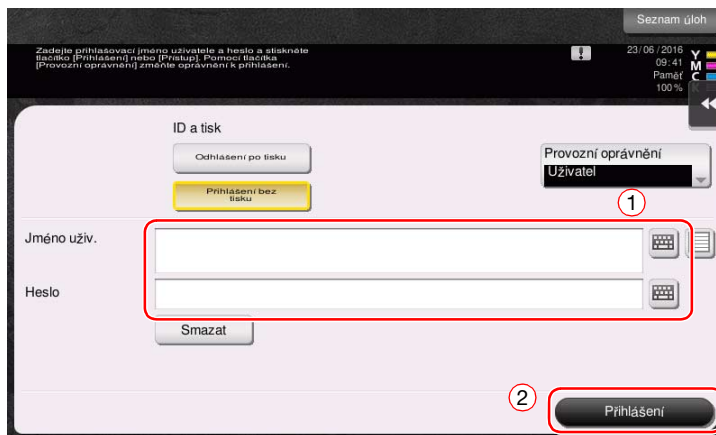 Seznam úloh
Zadejte přihlašovací jméno uživatele a heslo a stiskněte
tlačítko [Přihlášení] nebo [Přístup]. Pomocí tlačítka
[Provozní oprávnění] změňte oprávnění k přihlášení.
23/06/2016
09:41
Paměť
100%
Y
M
C
K
ID a tisk
Odhlášení po tisku
Přihlášení bez
tisku
Provozní oprávnění
Uživatel
1
Jméno uživ.
Heslo
Smazat
2
Přihlášení